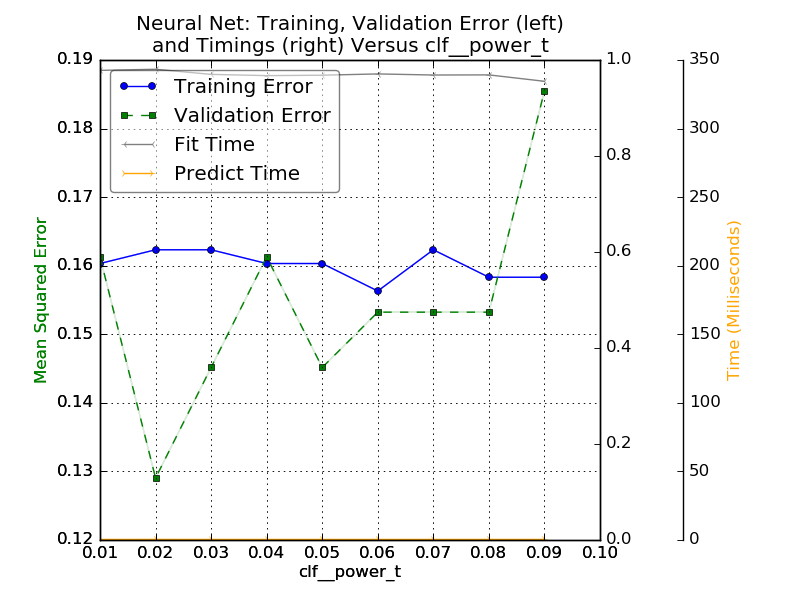 Neural Net: Training, Validation Error (left)
and Timings (right) Versus clf__power_t
Training Error
Validation Error
Fit Time
Predict Time
Mean Squared Error
0.19
0.18
0.17
0.16
0.15
0.14
0.13
0.12
0.01 0.02 0.03 0.04 0.05 0.06 0.07 0.08 0.09 0.10
clf__power_t
1.0
0.8
0.6
0.4
0.2
0.0
350
300
250
200
150
100
50
0
Time (Milliseconds)